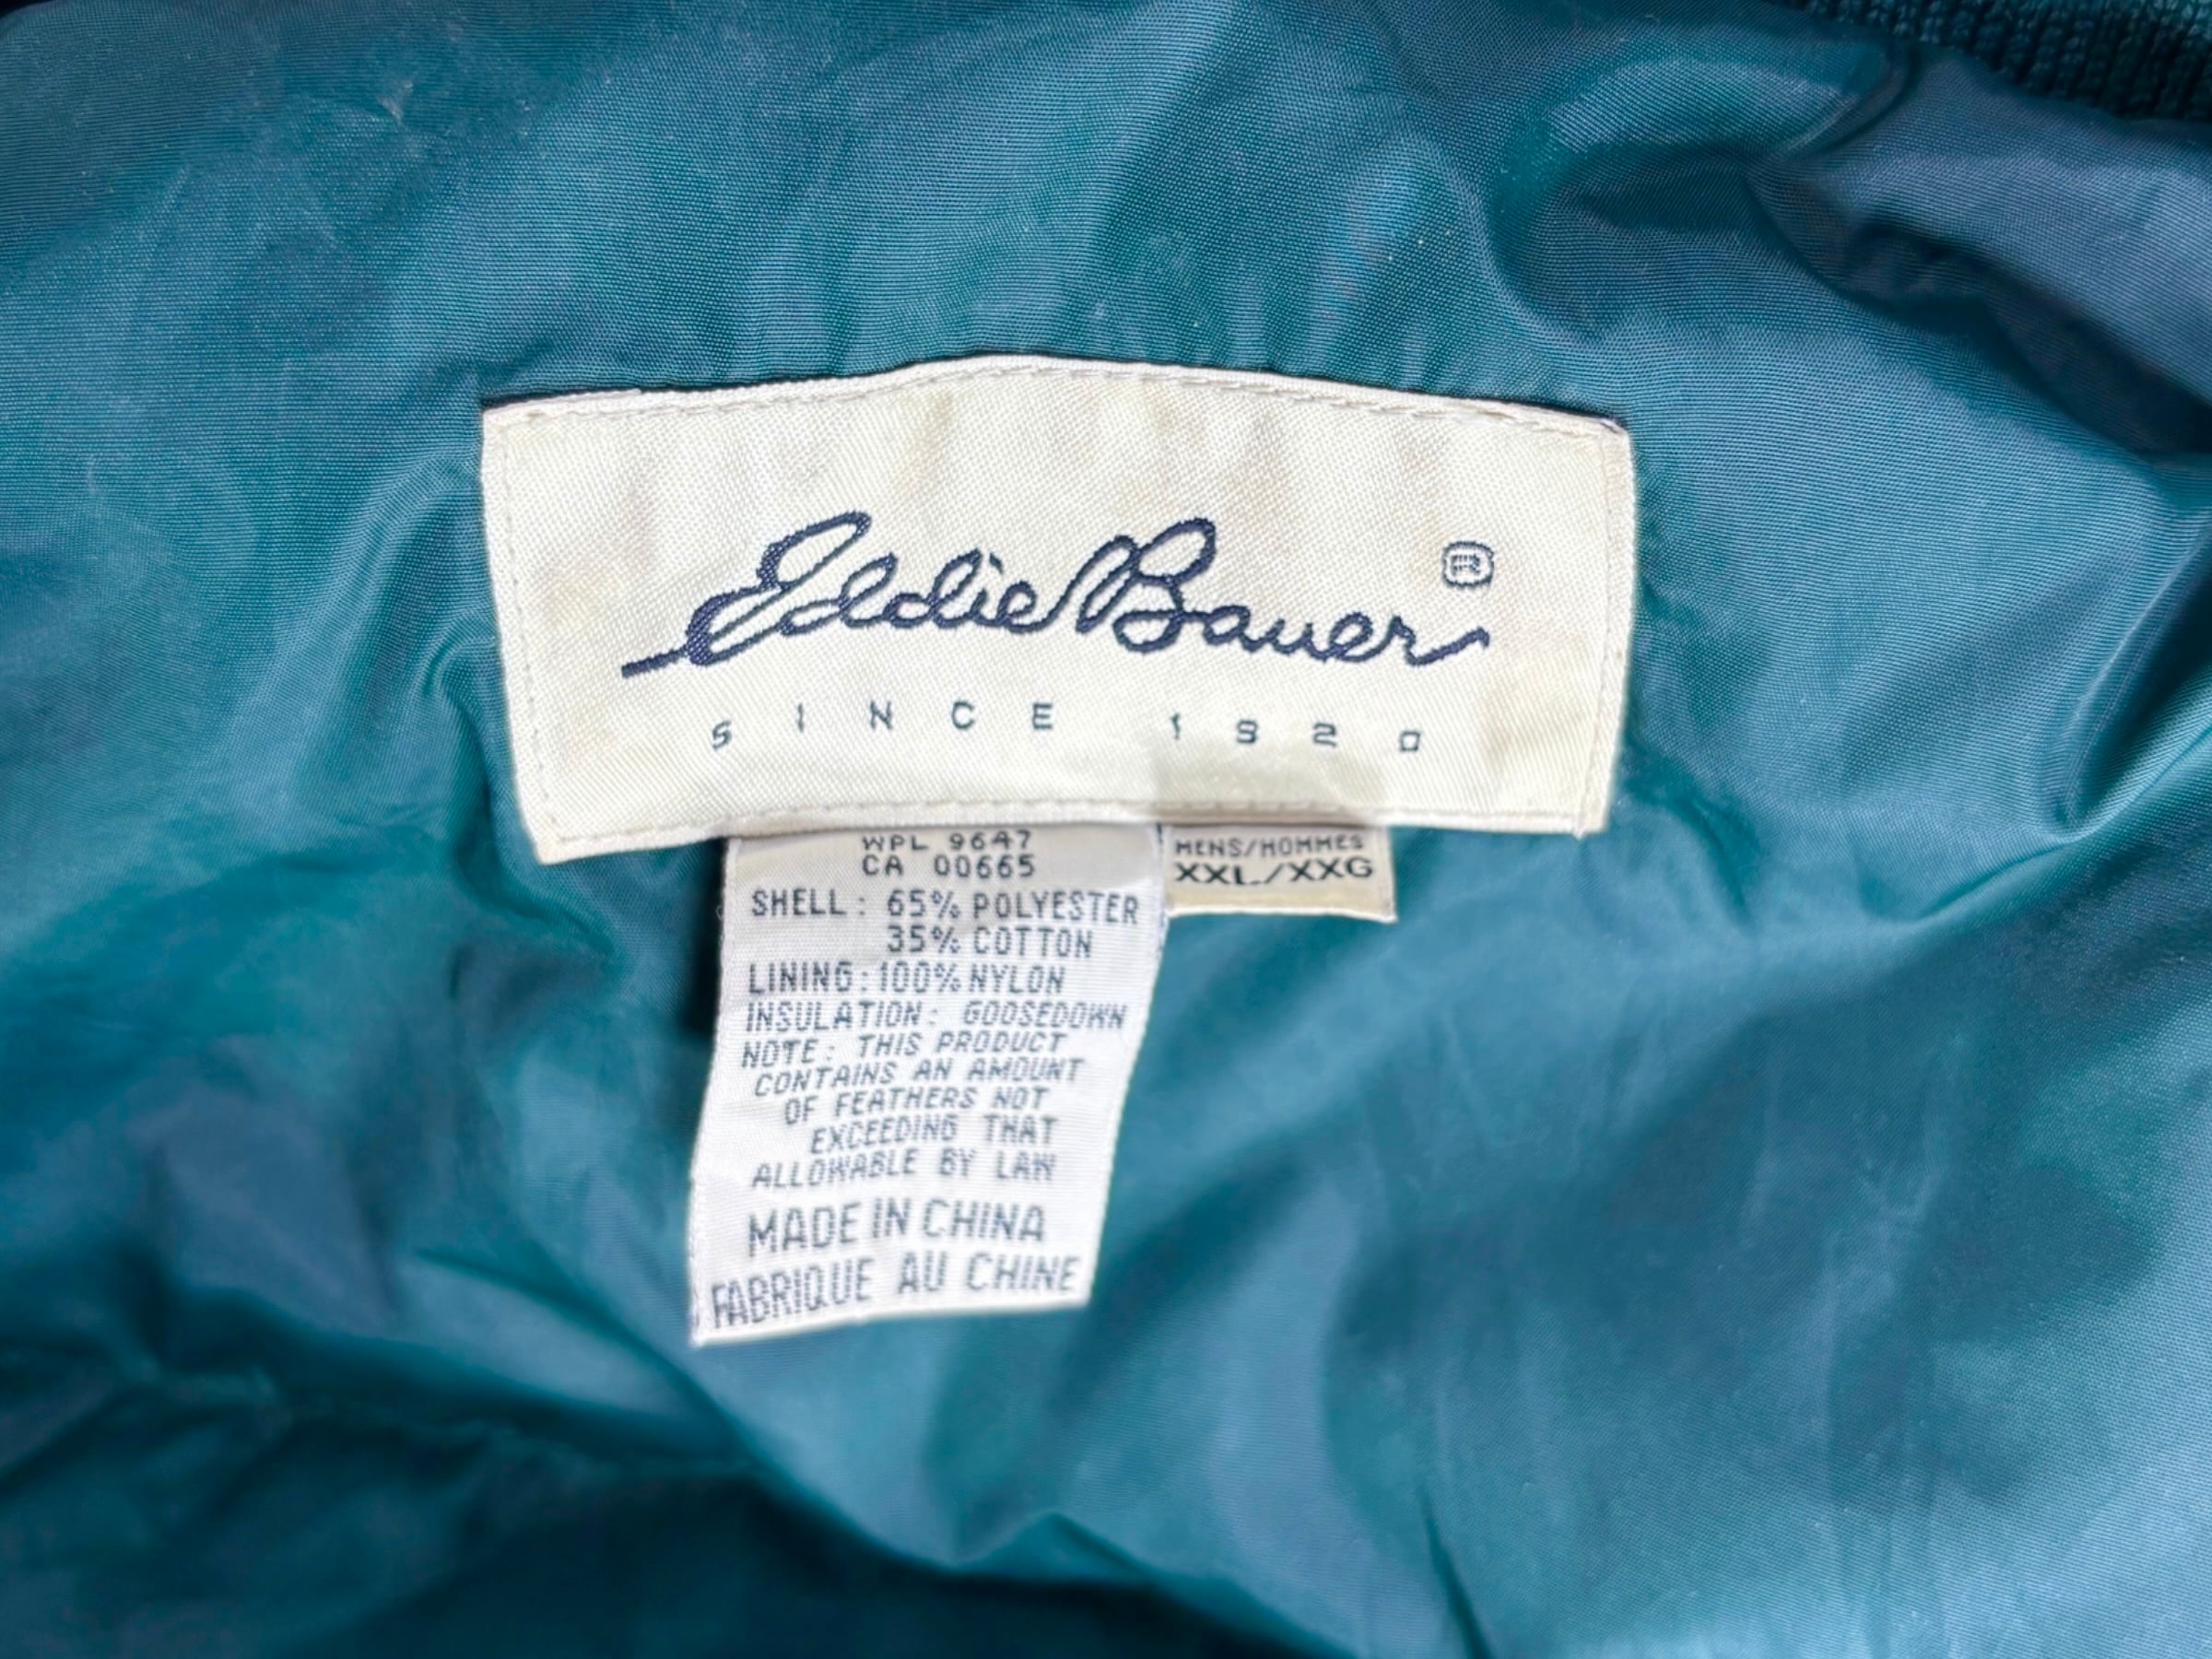 Eddie Bauer ®
SINCE 1920
WPL 9647
CA 00665
SHELL: 65% POLYESTER
35% COTTON
LINING: 100% NYLON
INSULATION: GOOSEDOWN
NOTE: THIS PRODUCT
CONTAINS AN AMOUNT
OF FEATHERS NOT
EXCEEDING THAT
ALLOWABLE BY LAW
MADE IN CHINA
FABRIQUE AU CHINE
MENS/HOMMES
XXL/XXG